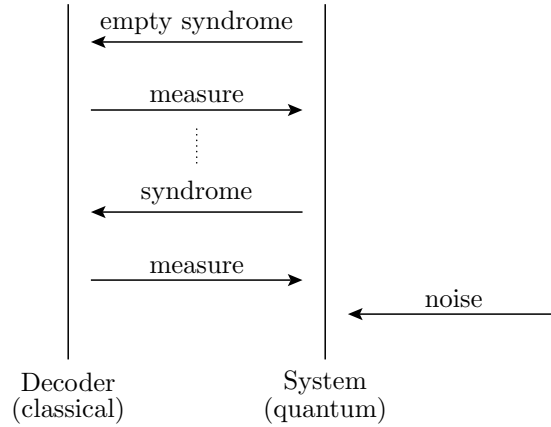 empty syndrome
measure
syndrome
measure
noise
Decoder
(classical)
System
(quantum)